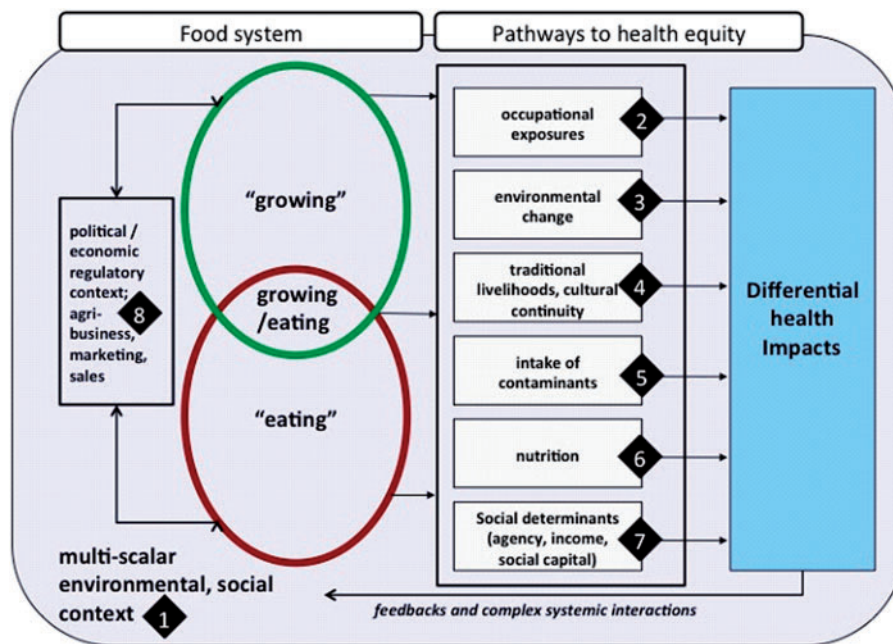 Food system
Pathways to health equity
"growing"
growing
/eating
"eating"
political /
economic
regulatory
context;
agri-
business,
marketing,
sales
8
multi-scalar
environmental, social
context
1
occupational
exposures
2
environmental
change
3
traditional
livelihoods, cultural
continuity
4
intake of
contaminants
5
nutrition
6
Social determinants
(agency, income,
social capital)
7
Differential
health
Impacts
feedbacks and complex systemic interactions